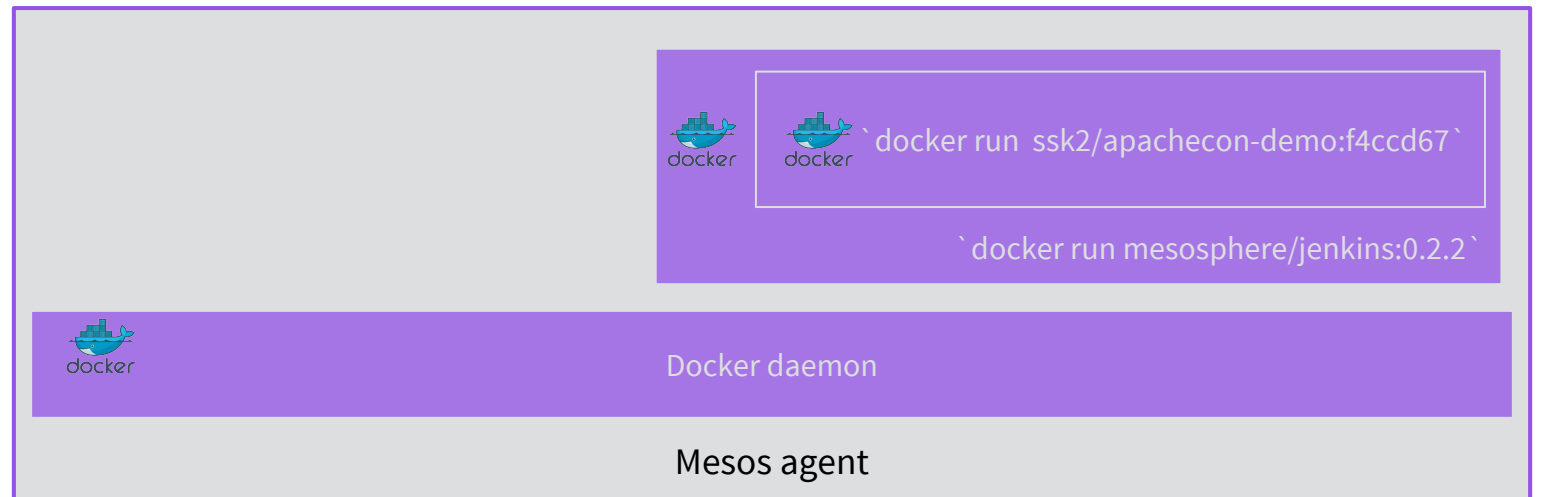 docker
docker
`docker run  ssk2/apachecon-demo:f4ccd67`
`docker run mesosphere/jenkins:0.2.2`
docker
Docker daemon
Mesos agent